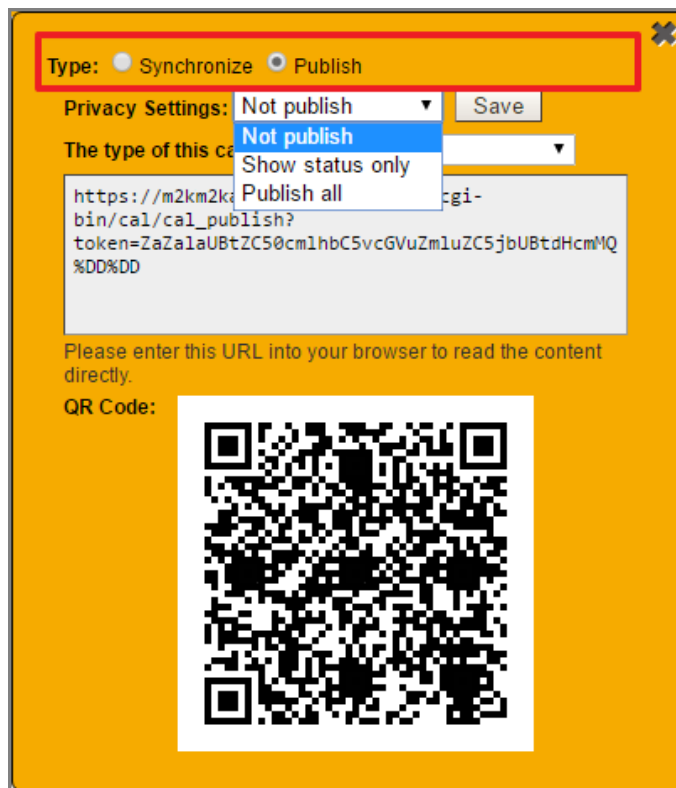 Type: Synchronize Publish
Privacy Settings: Not publish Save
Not publish
Show status only
Publish all
The type of this ca
https://m2km2ka cgi-
bin/cal/cal_publish?
token=ZaZalaUBtZC50cmlhbC5vcGVuZmluZC5jbUBtdHcmMQ
%DD%DD
Please enter this URL into your browser to read the content
directly.
QR Code: